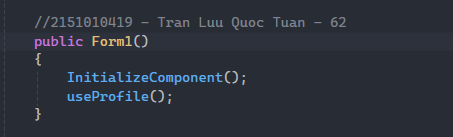 //2151010419 - Tran Luu Quoc Tuan - 62
public Form1()
{
InitializeComponent();
useProfile();
}